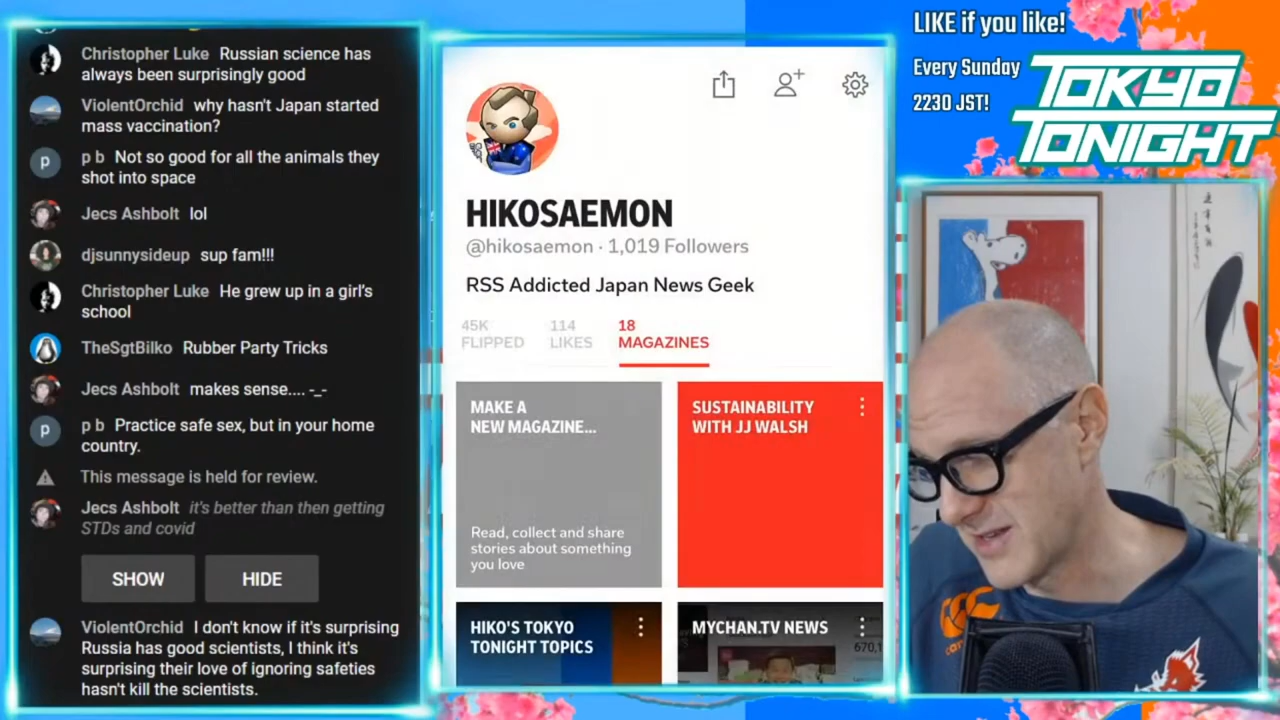 Christopher Luke Russian science has
always been surprisingly good
ViolentOrchid why hasn't Japan started
mass vaccination?
P
p b Not so good for all the animals they
shot into space
Jecs Ashbolt lol
djsunnysideup sup fam!!!
Christopher Luke He grew up in a girl's
school
TheSgtBilko Rubber Party Tricks
Jecs Ashbolt makes sense.... -_-
P
p b Practice safe sex, but in your home
country.
This message is held for review.
Jecs Ashbolt it's better than then getting
STDs and covid
SHOW
HIDE
ViolentOrchid I don't know if it's surprising
Russia has good scientists, I think it's
surprising their love of ignoring safeties
hasn't kill the scientists.
HIKOSAEMON
@hikosaemon · 1,019 Followers
RSS Addicted Japan News Geek
45K
FLIPPED
114
LIKES
18
MAGAZINES
MAKE A
NEW MAGAZINE...
Read, collect and share
stories about something
you love
SUSTAINABILITY
WITH JJ WALSH
HIKO'S TOKYO
TONIGHT TOPICS
MYCHAN.TV NEWS
670,1
LIKE if you like!
Every Sunday
2230 JST!
TOKYO
TONIGHT